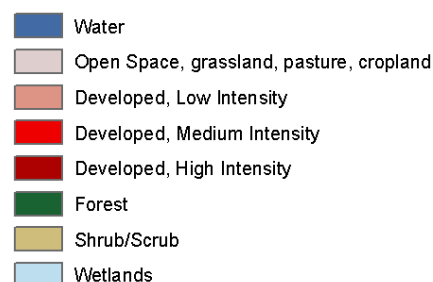 Water
Open Space, grassland, pasture, cropland
Developed, Low Intensity
Developed, Medium Intensity
Developed, High Intensity
Forest
Shrub/Scrub
Wetlands